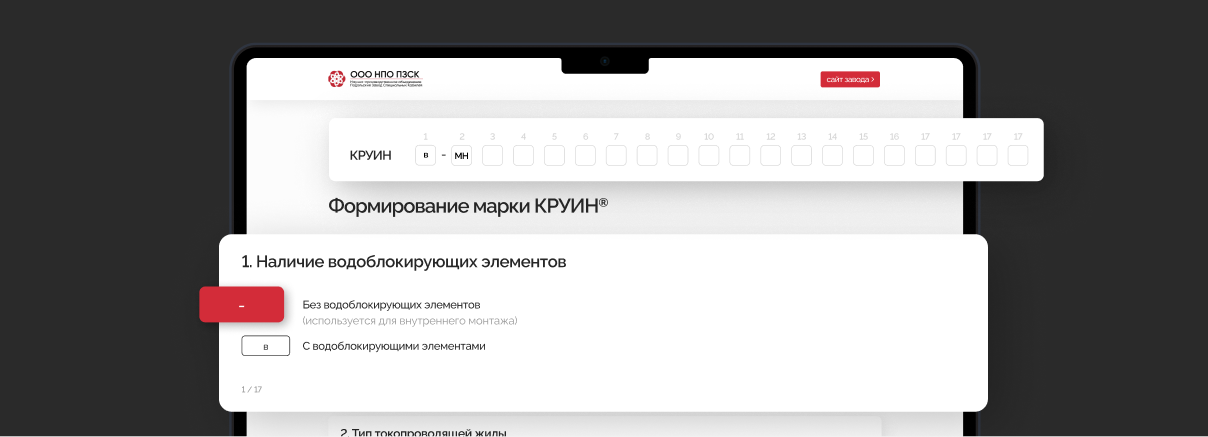 ООО НПО ПЗСК
сайт завода >
1 2 3 4 5 6 7 8 9 10 11 12 13 14 15 16 17 17 17 17
КРУИН в - мн
Формирование марки КРУИН®
1. Наличие водоблокирующих элементов
- Без водоблокирующих элементов
(используется для внутреннего монтажа)
в С водоблокирующими элементами
1 / 17
2. Тип токопроводящей жилы